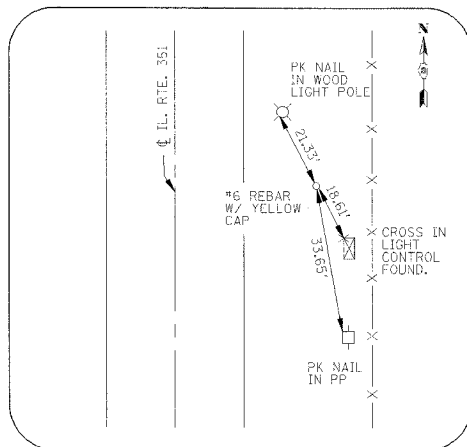 N
℄ IL. RTE. 351
PK NAIL
IN WOOD
LIGHT POLE
21.33'
#6 REBAR
W/ YELLOW
CAP
18.61'
33.65'
CROSS IN
LIGHT
CONTROL
FOUND.
PK NAIL
IN PP